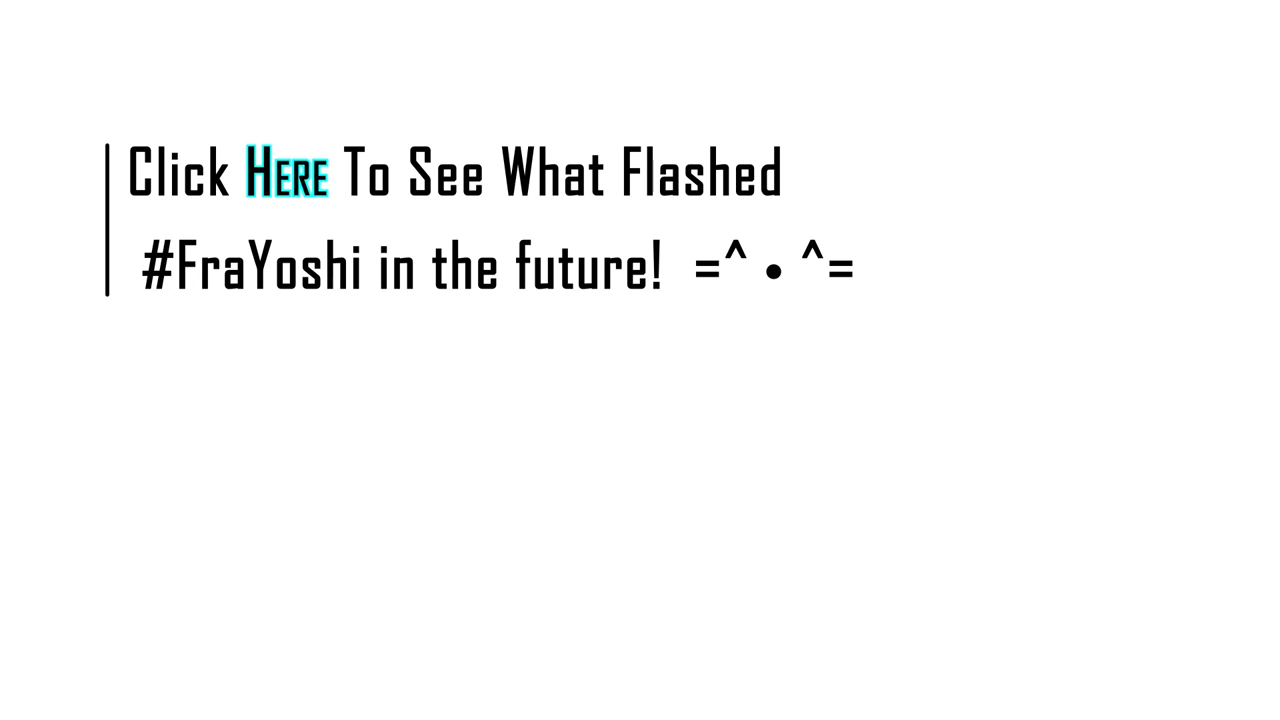 Click Here To See What Flashed
#FraYoshi in the future! =^ • ^=